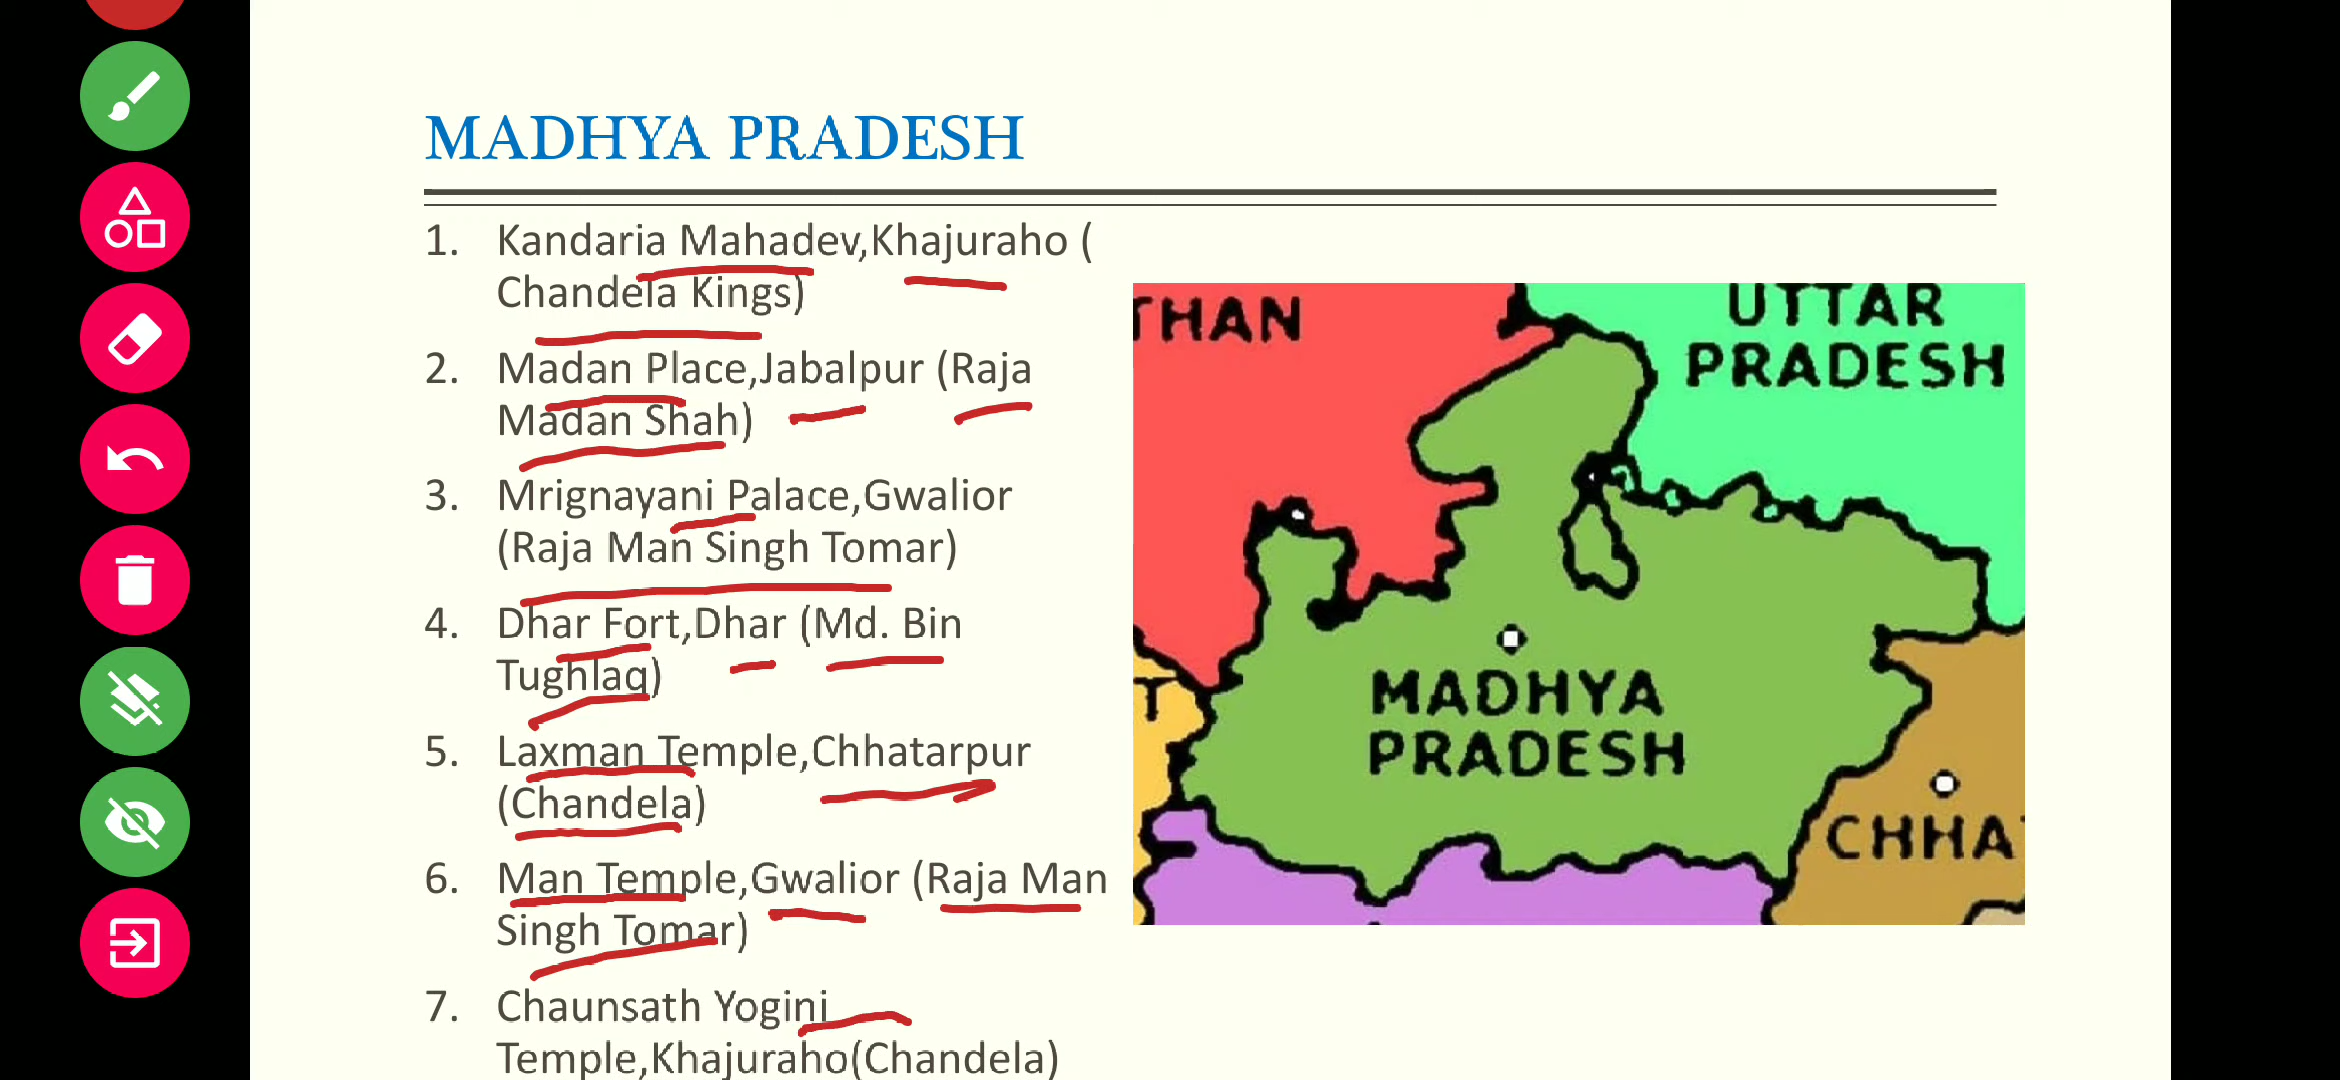 MADHYA PRADESH
1. Kandaria Mahadev,Khajuraho (
Chandela Kings)
2. Madan Place,Jabalpur (Raja
Madan Shah)
3. Mrignayani Palace,Gwalior
(Raja Man Singh Tomar)
4. Dhar Fort,Dhar (Md. Bin
Tughlaq)
5. Laxman Temple,Chhatarpur
(Chandela)
6. Man Temple,Gwalior (Raja Man
Singh Tomar)
7. Chaunsath Yogini
Temple,Khajuraho(Chandela)
THAN
UTTAR
PRADESH
T
MADHYA
PRADESH
CHHA